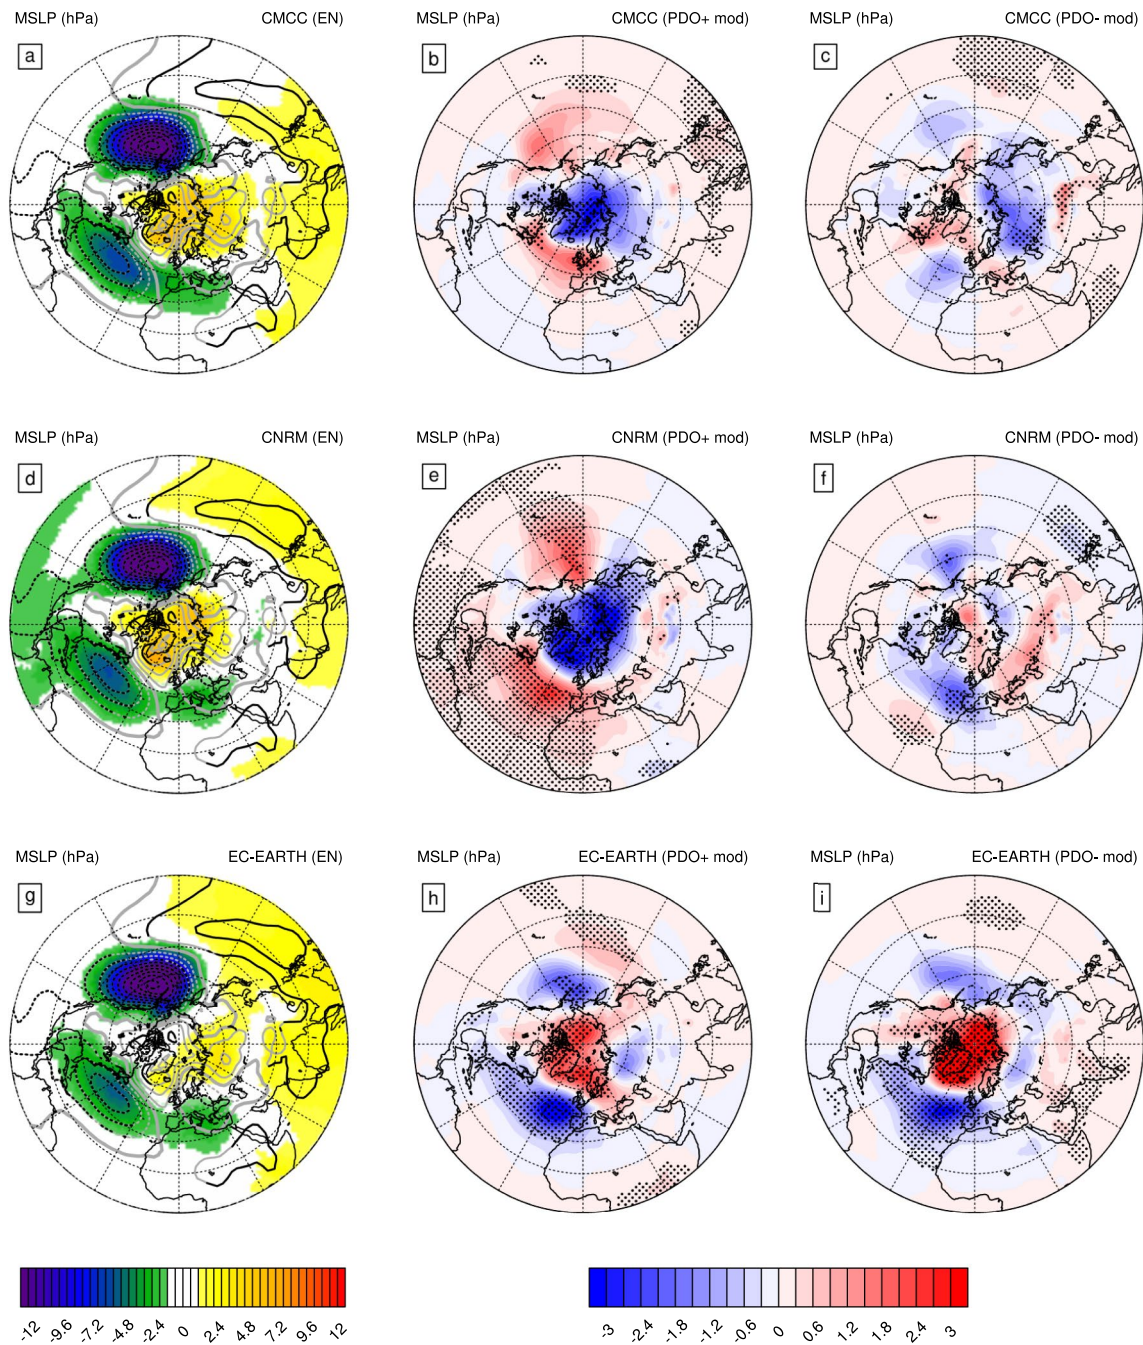 MSLP (hPa) CMCC (EN) MSLP (hPa) CMCC (PDO+ mod) MSLP (hPa) CMCC (PDO- mod)
a b c
MSLP (hPa) CNRM (EN) MSLP (hPa) CNRM (PDO+ mod) MSLP (hPa) CNRM (PDO- mod)
d e f
MSLP (hPa) EC-EARTH (EN) MSLP (hPa) EC-EARTH (PDO+ mod) MSLP (hPa) EC-EARTH (PDO- mod)
g h i
-12 -9.6 -7.2 -4.8 -2.4 0 2.4 4.8 7.2 9.6 12 -3 -2.4 -1.8 -1.2 -0.6 0 0.6 1.2 1.8 2.4 3